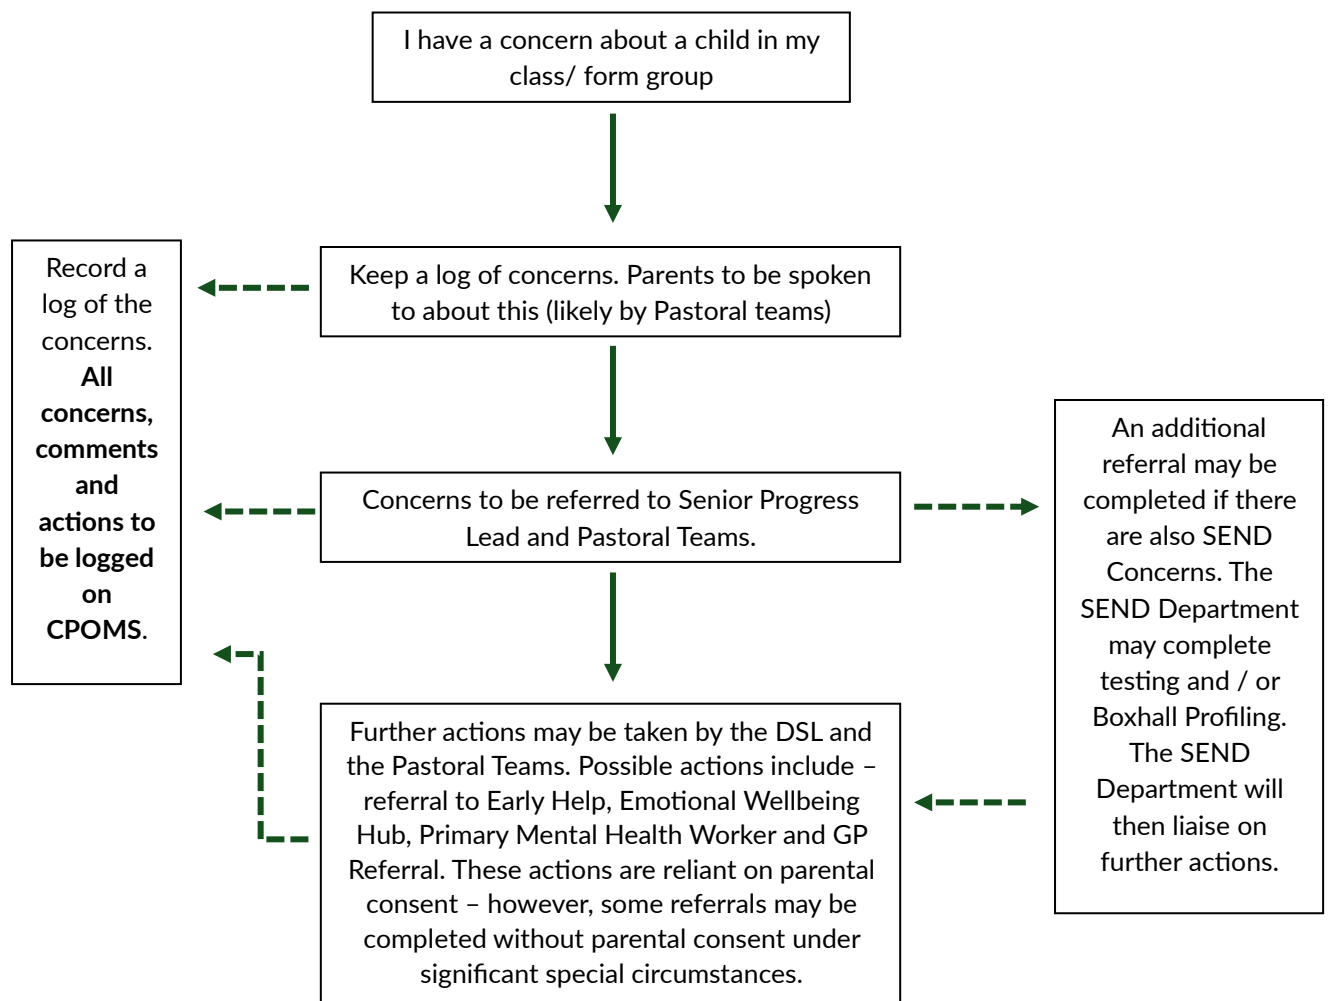 I have a concern about a child in my
class/ form group
Keep a log of concerns. Parents to be spoken
to about this (likely by Pastoral teams)
Record a
log of the
concerns.
All
concerns,
comments
and
actions to
be logged
on
CPOMS.
Concerns to be referred to Senior Progress
Lead and Pastoral Teams.
An additional
referral may be
completed if there
are also SEND
Concerns. The
SEND Department
may complete
testing and / or
Boxhall Profiling.
The SEND
Department will
then liaise on
further actions.
Further actions may be taken by the DSL and
the Pastoral Teams. Possible actions include –
referral to Early Help, Emotional Wellbeing
Hub, Primary Mental Health Worker and GP
Referral. These actions are reliant on parental
consent – however, some referrals may be
completed without parental consent under
significant special circumstances.